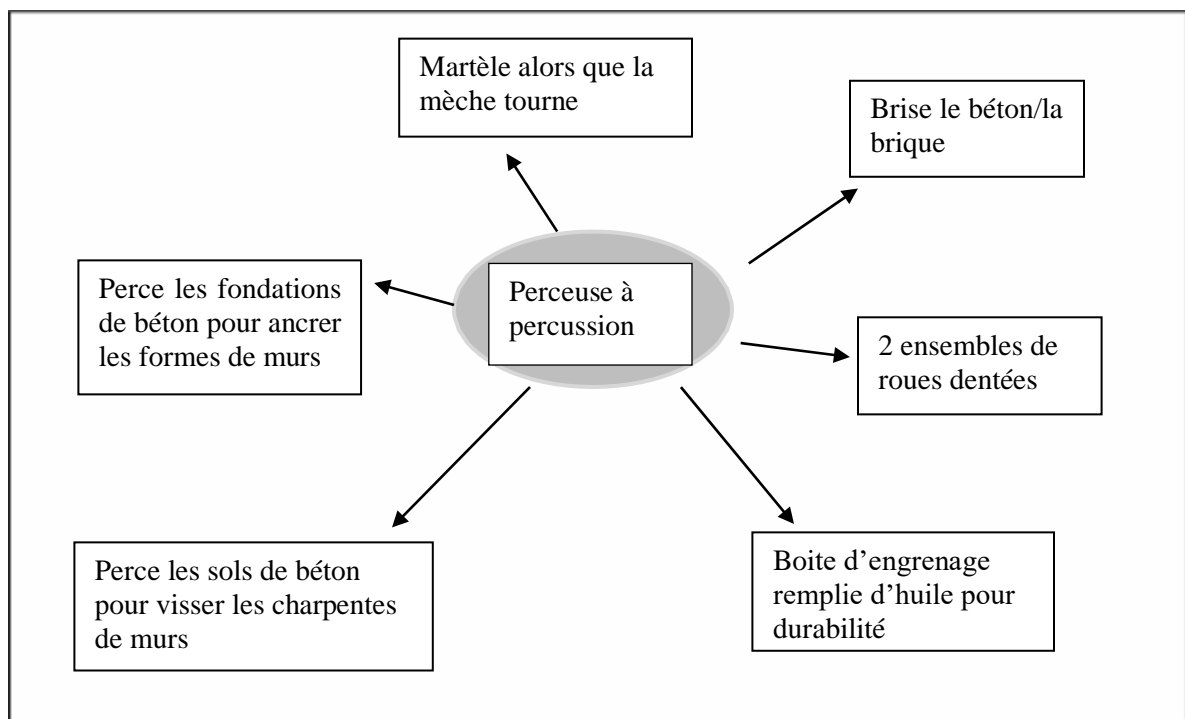 Martèle alors que la
mèche tourne
Brise le béton/la
brique
Perce les fondations
de béton pour ancrer
les formes de murs
Perceuse à
percussion
2 ensembles de
roues dentées
Perce les sols de béton
pour visser les charpentes
de murs
Boite d’engrenage
remplie d’huile pour
durabilité